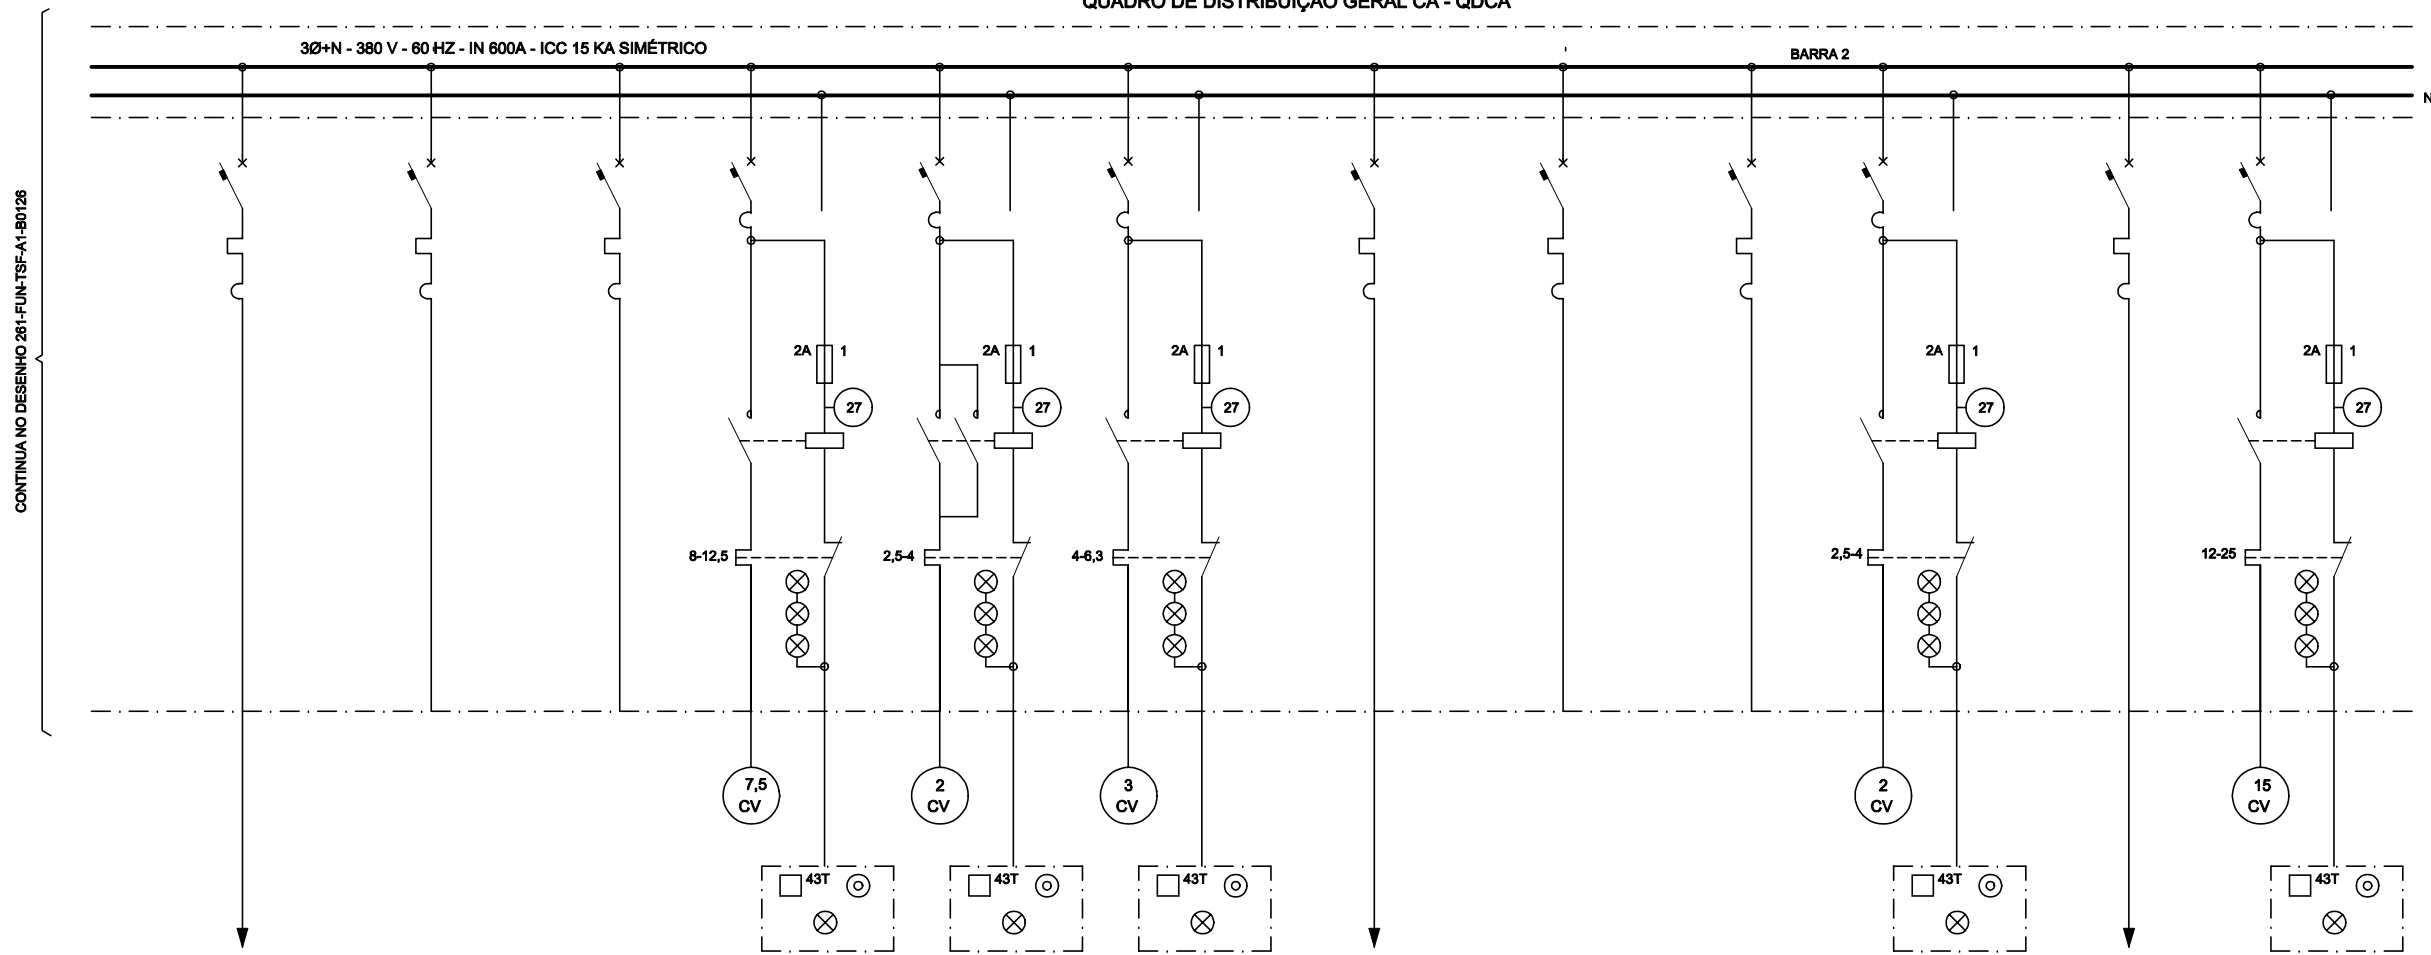 QUADRO DE DISTRIBUIÇÃO GERAL CA - QDCA
3Ø+N - 380 V - 60 HZ - IN 600A - ICC 15 KA SIMÉTRICO
BARRA 2
N
CONTINUA NO DESENHO 261-FUN-TSF-A1-B0126
2A 1
2A 1
2A 1
2A 1
2A 1
27
27
27
27
27
8-12,5
2,5-4
4-6,3
2,5-4
12-25
7,5
CV
2
CV
3
CV
2
CV
15
CV
43T
43T
43T
43T
43T